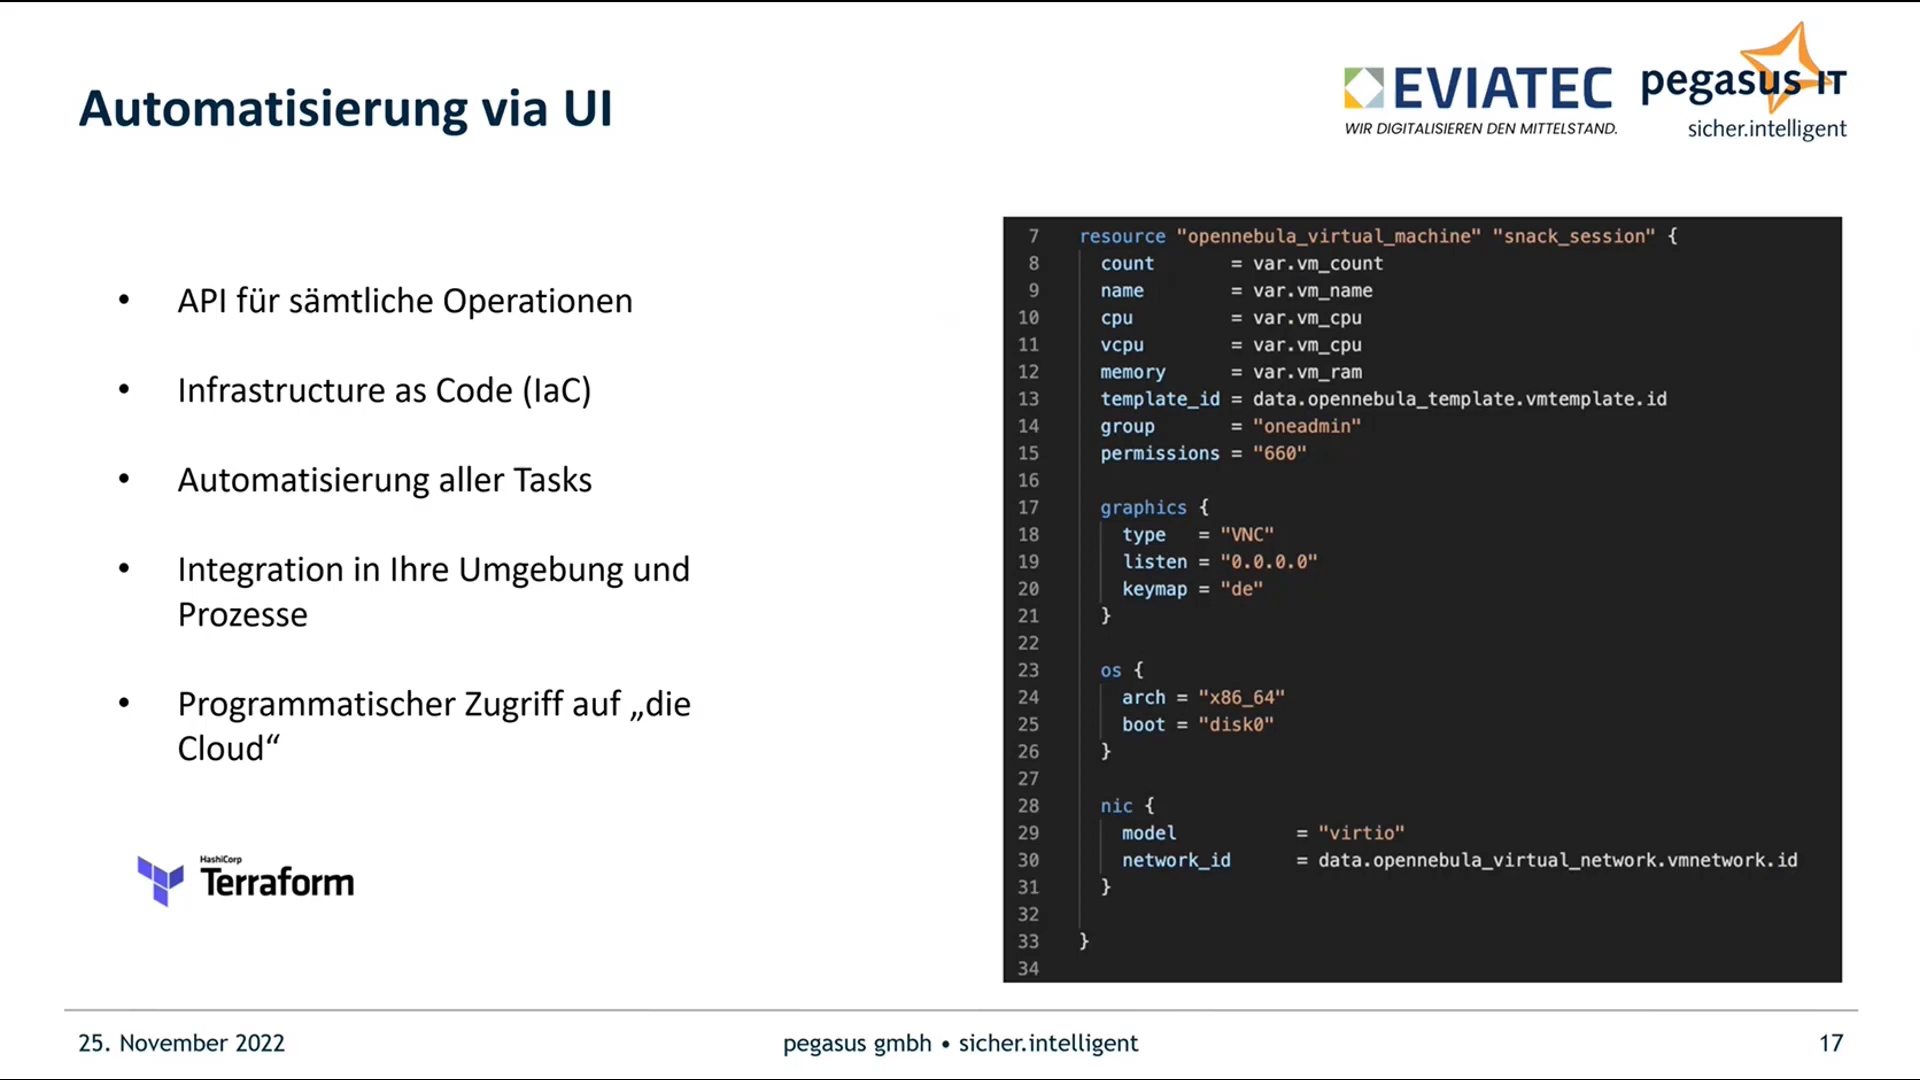 Automatisierung via UI
EVIATEC
WIR DIGITALISIEREN DEN MITTELSTAND.
pegasus IT
sicher.intelligent
• API für sämtliche Operationen
• Infrastructure as Code (IaC)
• Automatisierung aller Tasks
• Integration in Ihre Umgebung und
Prozesse
• Programmatischer Zugriff auf „die
Cloud“
HashiCorp
Terraform
7 resource "opennebula_virtual_machine" "snack_session" {
8 count = var.vm_count
9 name = var.vm_name
10 cpu = var.vm_cpu
11 vcpu = var.vm_cpu
12 memory = var.vm_ram
13 template_id = data.opennebula_template.vmtemplate.id
14 group = "oneadmin"
15 permissions = "660"
16
17 graphics {
18 type = "VNC"
19 listen = "0.0.0.0"
20 keymap = "de"
21 }
22
23 os {
24 arch = "x86_64"
25 boot = "disk0"
26 }
27
28 nic {
29 model = "virtio"
30 network_id = data.opennebula_virtual_network.vmnetwork.id
31 }
32
33 }
34
25. November 2022
pegasus gmbh • sicher.intelligent
17